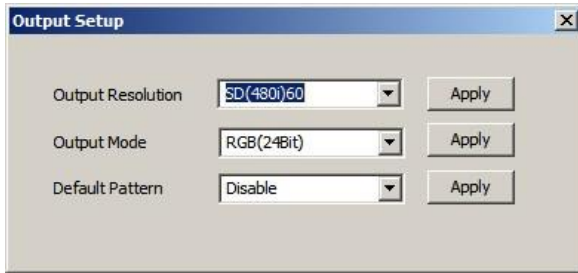 Output Setup
Output Resolution SD(480i)60 Apply
Output Mode RGB(24Bit) Apply
Default Pattern Disable Apply